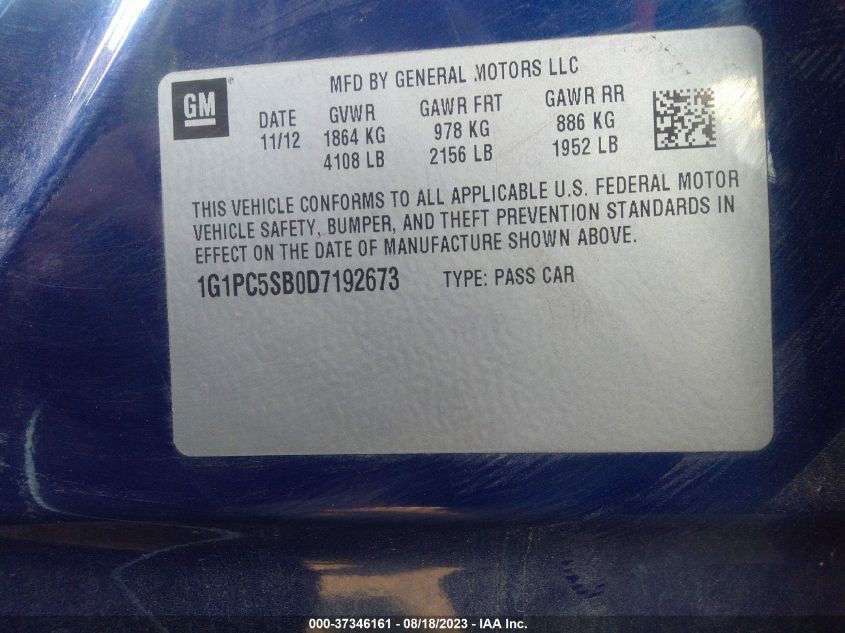 MFD BY GENERAL MOTORS LLC
GM®
DATE GVWR GAWR FRT GAWR RR
11/12 1864 KG 978 KG 886 KG
4108 LB 2156 LB 1952 LB
THIS VEHICLE CONFORMS TO ALL APPLICABLE U.S. FEDERAL MOTOR
VEHICLE SAFETY, BUMPER, AND THEFT PREVENTION STANDARDS IN
EFFECT ON THE DATE OF MANUFACTURE SHOWN ABOVE.
1G1PC5SB0D7192673 TYPE: PASS CAR
000-37346161 - 08/18/2023 - IAA Inc.